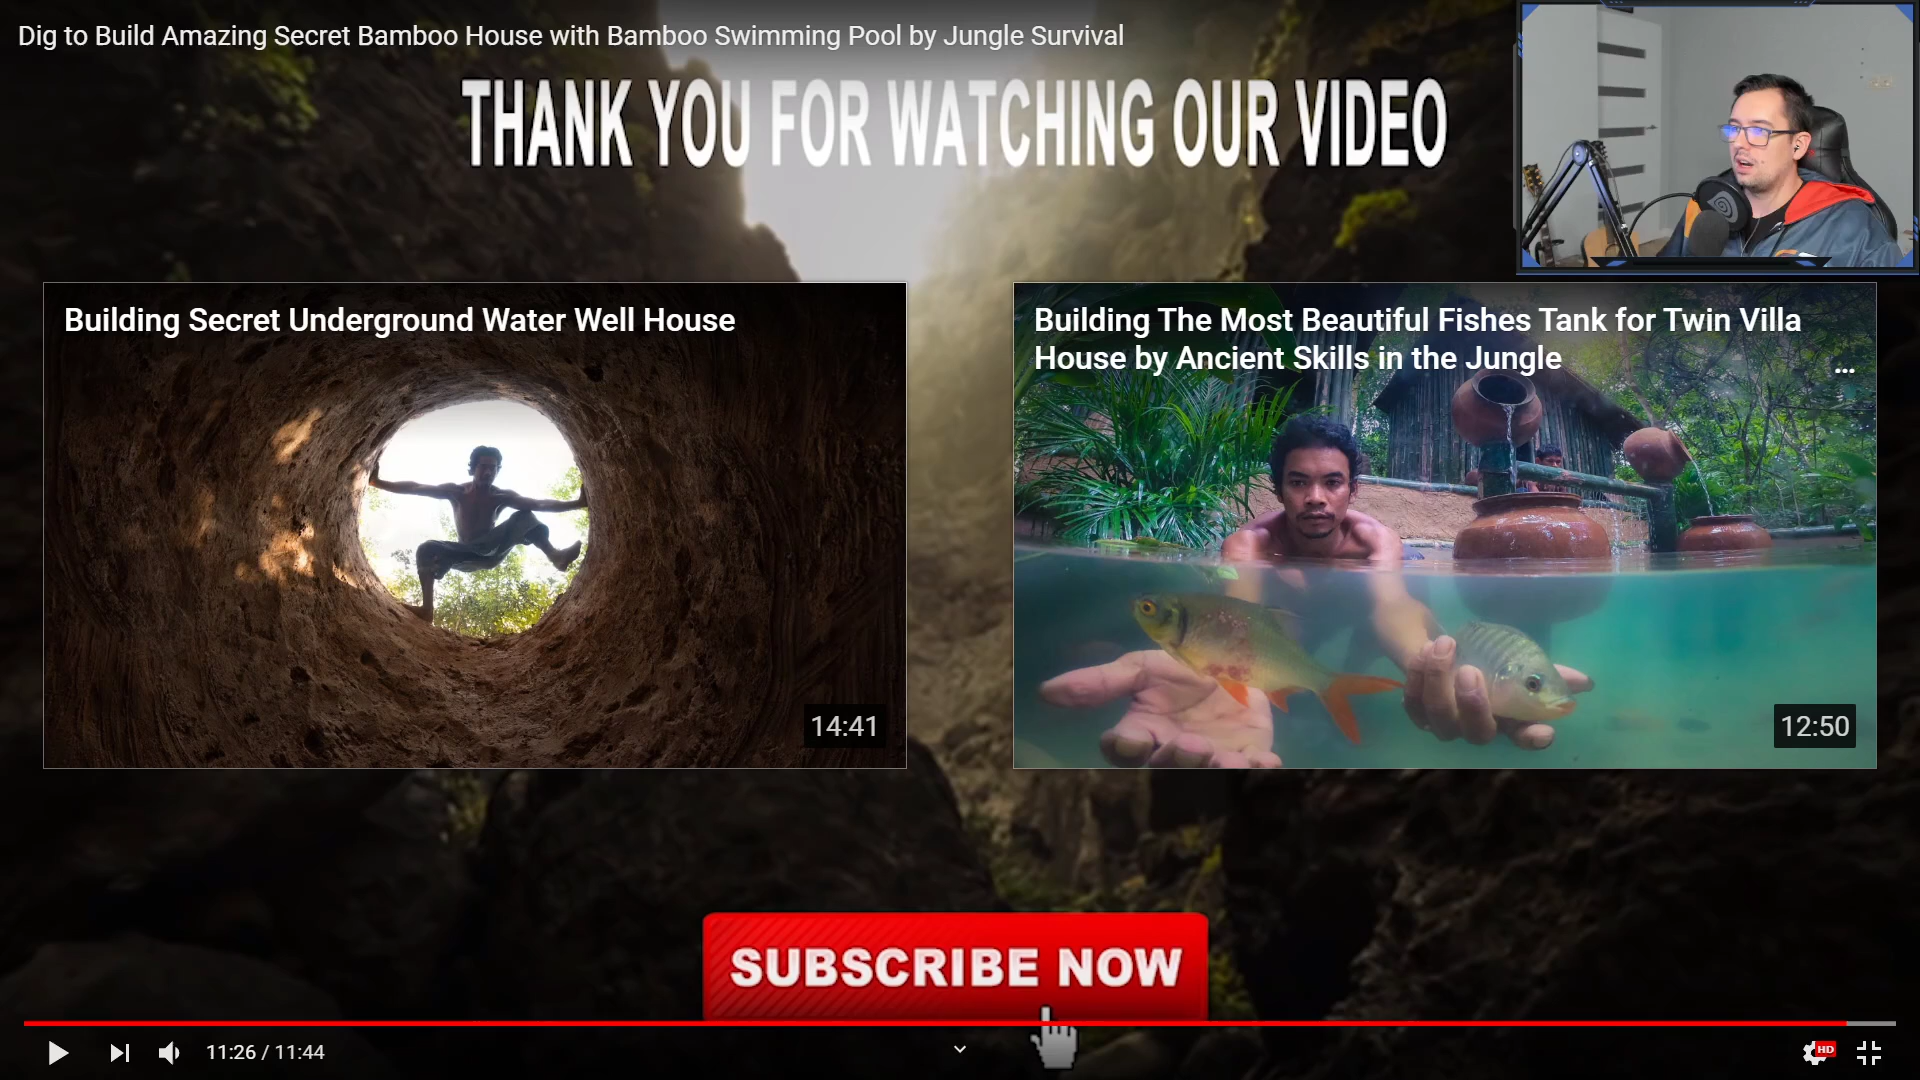 Dig to Build Amazing Secret Bamboo House with Bamboo Swimming Pool by Jungle Survival
THANK YOU FOR WATCHING OUR VIDEO
Building Secret Underground Water Well House
14:41
Building The Most Beautiful Fishes Tank for Twin Villa
House by Ancient Skills in the Jungle
...
12:50
SUBSCRIBE NOW
11:26 / 11:44
HD